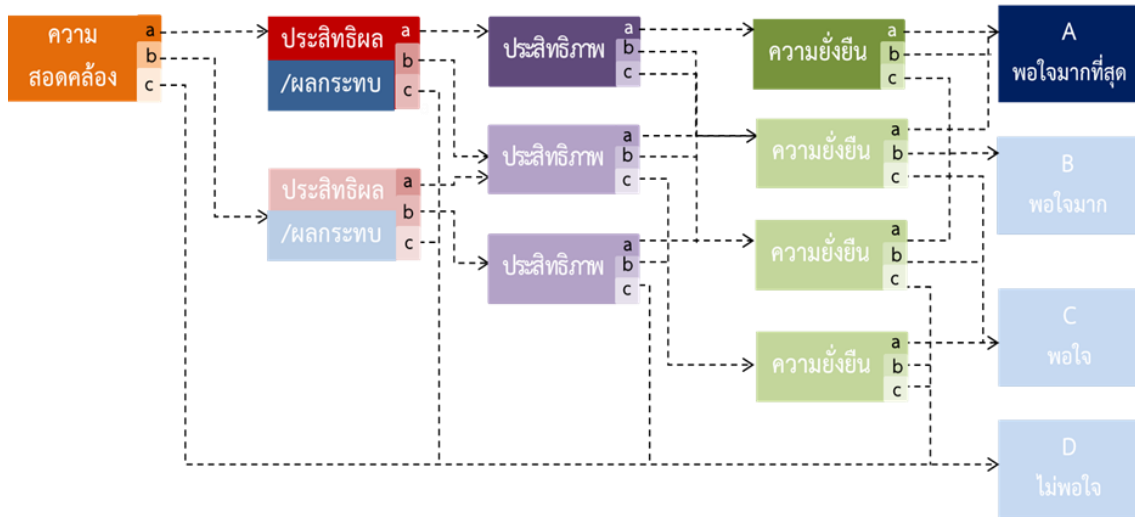 ความ
สอดคล้อง
a
b
c
ประสิทธิผล
/ผลกระทบ
a
b
c
ประสิทธิผล
/ผลกระทบ
a
b
c
ประสิทธิภาพ
a
b
c
ประสิทธิภาพ
a
b
c
ประสิทธิภาพ
a
b
c
ความยั่งยืน
a
b
c
ความยั่งยืน
a
b
c
ความยั่งยืน
a
b
c
ความยั่งยืน
a
b
c
A
พอใจมากที่สุด
B
พอใจมาก
C
พอใจ
D
ไม่พอใจ